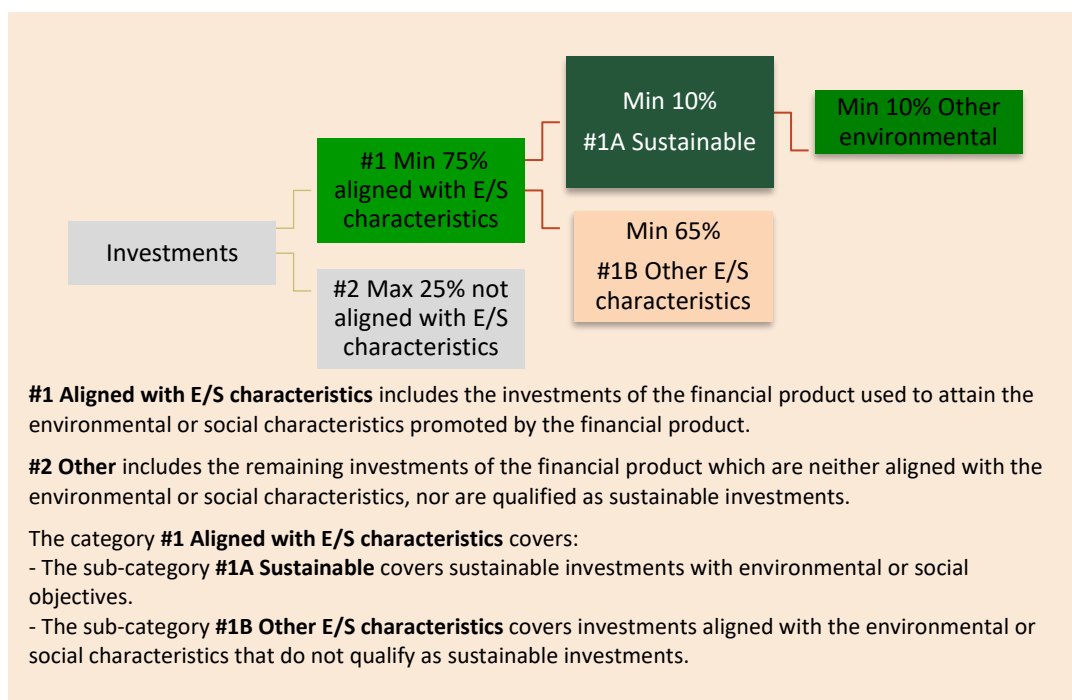 Min 10%
#1A Sustainable
Min 10% Other
environmental
#1 Min 75%
aligned with E/S
characteristics
Investments
Min 65%
#1B Other E/S
characteristics
#2 Max 25% not
aligned with E/S
characteristics
#1 Aligned with E/S characteristics includes the investments of the financial product used to attain the
environmental or social characteristics promoted by the financial product.
#2 Other includes the remaining investments of the financial product which are neither aligned with the
environmental or social characteristics, nor are qualified as sustainable investments.
The category #1 Aligned with E/S characteristics covers:
- The sub-category #1A Sustainable covers sustainable investments with environmental or social
objectives.
- The sub-category #1B Other E/S characteristics covers investments aligned with the environmental or
social characteristics that do not qualify as sustainable investments.